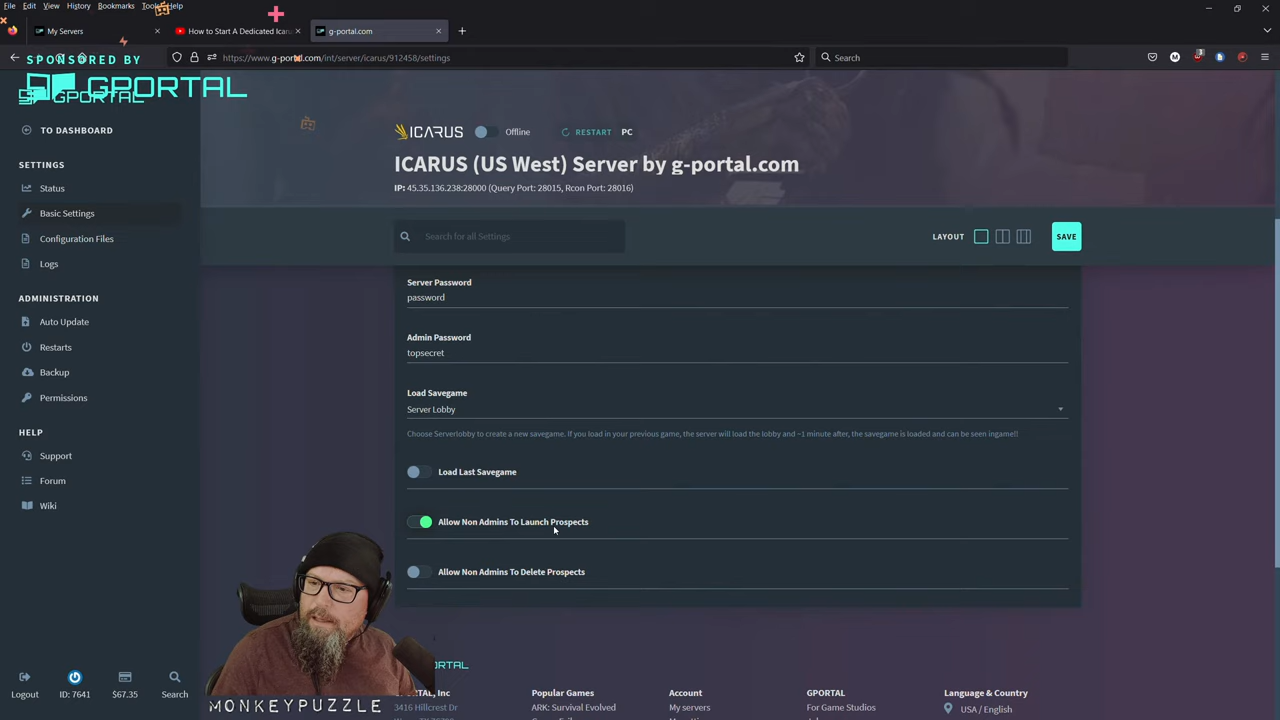 File Edit View History Bookmarks Tools Help
My Servers
How to Start A Dedicated Icaru
g-portal.com
https://www.g-portal.com/int/server/icarus/912458/settings
Search
SPONSORED BY
GPORTAL
GPORTAL
TO DASHBOARD
SETTINGS
Status
Basic Settings
Configuration Files
Logs
ADMINISTRATION
Auto Update
Restarts
Backup
Permissions
HELP
Support
Forum
Wiki
Logout
ID: 7641
$67.35
Search
ICARUS
Offline
RESTART
PC
ICARUS (US West) Server by g-portal.com
IP: 45.35.136.238:28000 (Query Port: 28015, Rcon Port: 28016)
Search for all Settings
LAYOUT
SAVE
Server Password
password
Admin Password
topsecret
Load Savegame
Server Lobby
Choose Serverlobby to create a new savegame. If you load in your previous game, the server will load the lobby and ~1 minute after, the savegame is loaded and can be seen ingame!!
Load Last Savegame
Allow Non Admins To Launch Prospects
Allow Non Admins To Delete Prospects
MONKEYPUZZLE
PORTAL
GPORTAL, Inc
3416 Hillcrest Dr
Popular Games
ARK: Survival Evolved
Account
My servers
GPORTAL
For Game Studios
Language & Country
USA / English